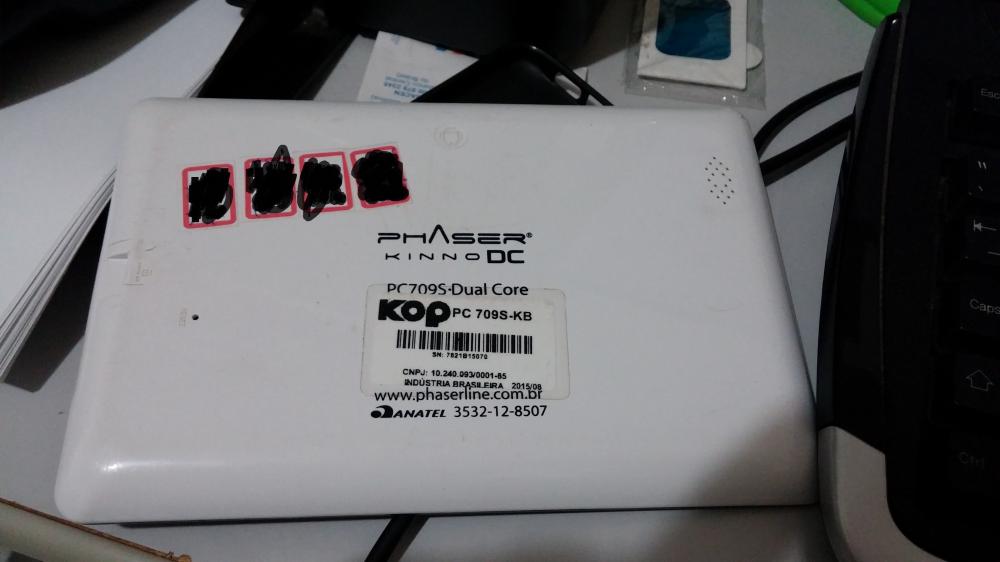 PHASER®
KINNO DC
PC709S-Dual Core
KOP PC 709S-KB
SN: 7821B15070
CNPJ: 10.240.093/0001-85
INDÚSTRIA BRASILEIRA 2015/08
www.phaserline.com.br
ANATEL 3532-12-8507
Esc
Caps
Ctrl